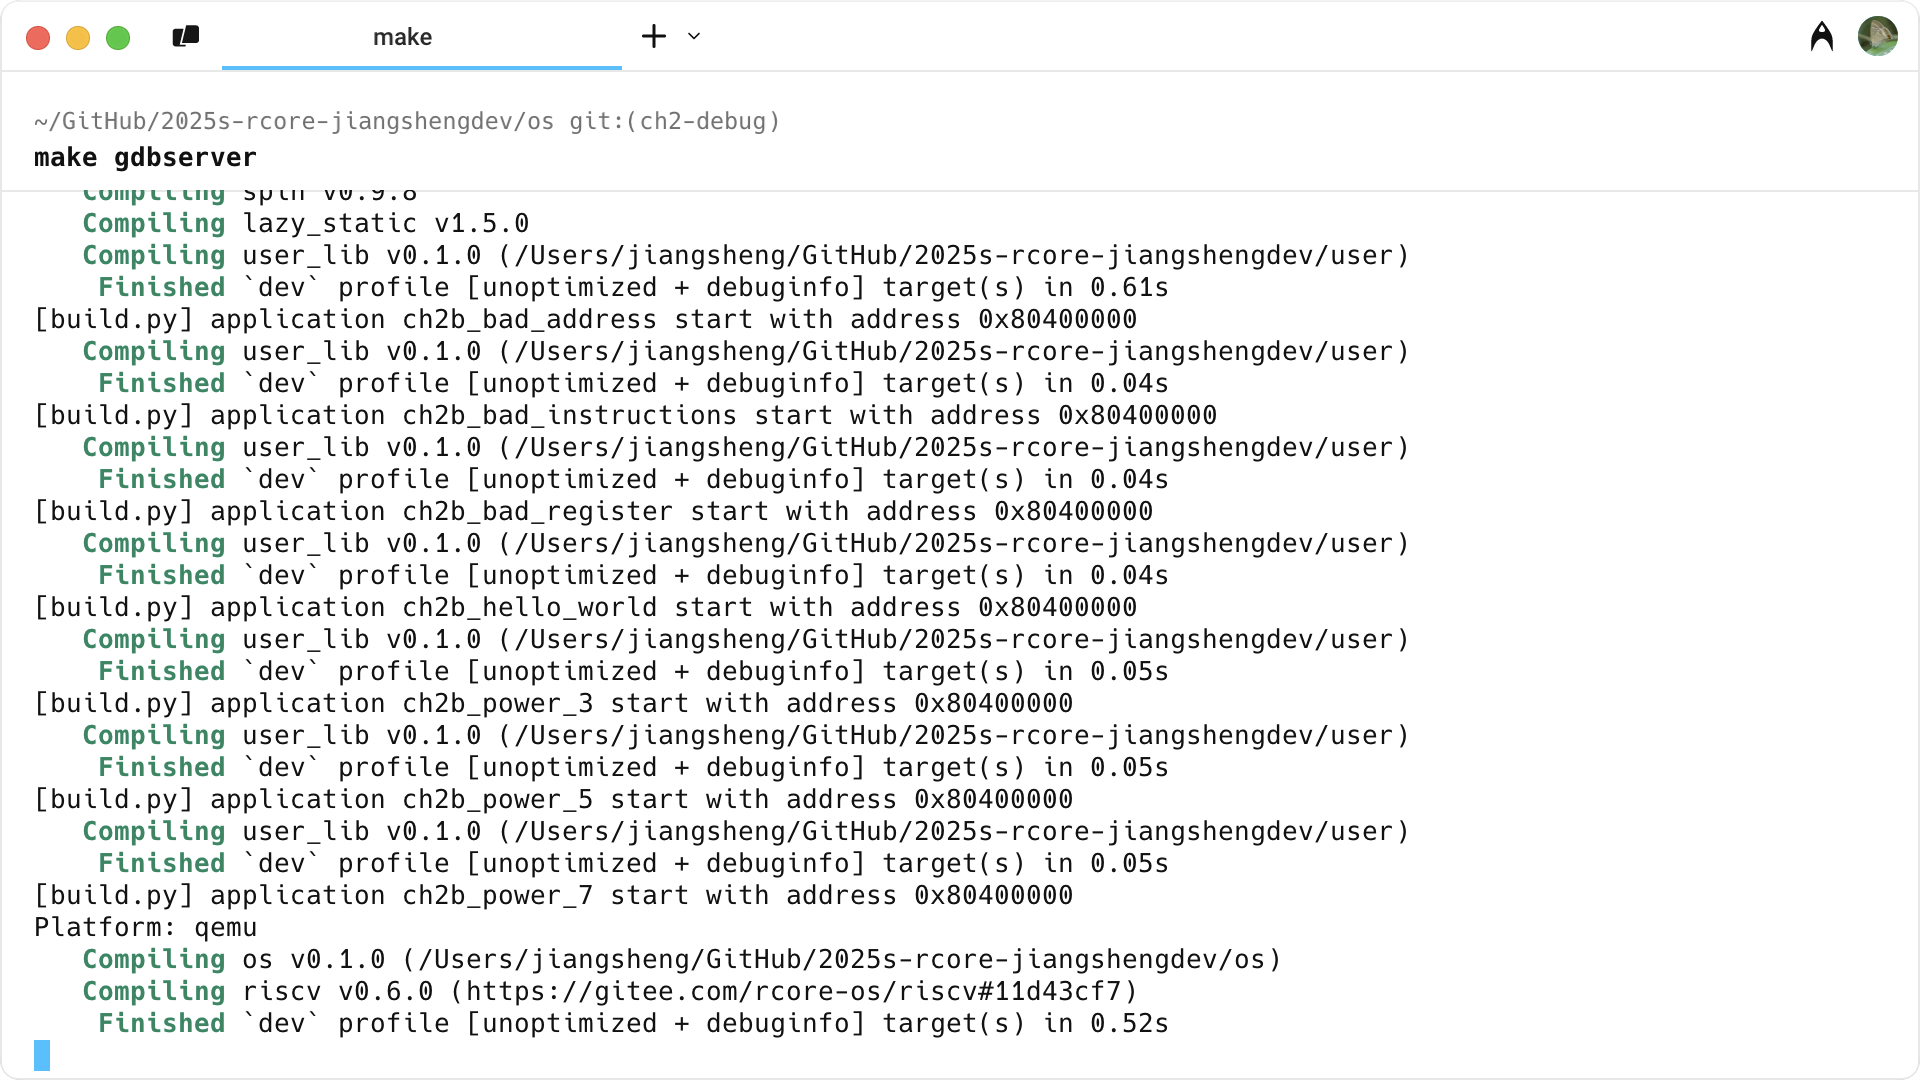 make
~/GitHub/2025s-rcore-jiangshengdev/os git:(ch2-debug)
make gdbserver
   Compiling spin v0.9.8
   Compiling lazy_static v1.5.0
   Compiling user_lib v0.1.0 (/Users/jiangsheng/GitHub/2025s-rcore-jiangshengdev/user)
    Finished `dev` profile [unoptimized + debuginfo] target(s) in 0.61s
[build.py] application ch2b_bad_address start with address 0x80400000
   Compiling user_lib v0.1.0 (/Users/jiangsheng/GitHub/2025s-rcore-jiangshengdev/user)
    Finished `dev` profile [unoptimized + debuginfo] target(s) in 0.04s
[build.py] application ch2b_bad_instructions start with address 0x80400000
   Compiling user_lib v0.1.0 (/Users/jiangsheng/GitHub/2025s-rcore-jiangshengdev/user)
    Finished `dev` profile [unoptimized + debuginfo] target(s) in 0.04s
[build.py] application ch2b_bad_register start with address 0x80400000
   Compiling user_lib v0.1.0 (/Users/jiangsheng/GitHub/2025s-rcore-jiangshengdev/user)
    Finished `dev` profile [unoptimized + debuginfo] target(s) in 0.04s
[build.py] application ch2b_hello_world start with address 0x80400000
   Compiling user_lib v0.1.0 (/Users/jiangsheng/GitHub/2025s-rcore-jiangshengdev/user)
    Finished `dev` profile [unoptimized + debuginfo] target(s) in 0.05s
[build.py] application ch2b_power_3 start with address 0x80400000
   Compiling user_lib v0.1.0 (/Users/jiangsheng/GitHub/2025s-rcore-jiangshengdev/user)
    Finished `dev` profile [unoptimized + debuginfo] target(s) in 0.05s
[build.py] application ch2b_power_5 start with address 0x80400000
   Compiling user_lib v0.1.0 (/Users/jiangsheng/GitHub/2025s-rcore-jiangshengdev/user)
    Finished `dev` profile [unoptimized + debuginfo] target(s) in 0.05s
[build.py] application ch2b_power_7 start with address 0x80400000
Platform: qemu
   Compiling os v0.1.0 (/Users/jiangsheng/GitHub/2025s-rcore-jiangshengdev/os)
   Compiling riscv v0.6.0 (https://gitee.com/rcore-os/riscv#11d43cf7)
    Finished `dev` profile [unoptimized + debuginfo] target(s) in 0.52s